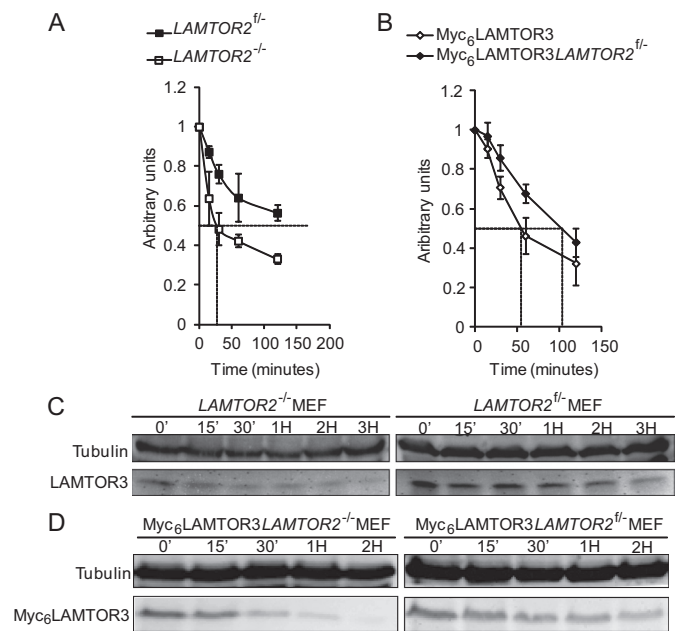 A
LAMTOR2f/-
LAMTOR2-/-
1.2
1
0.8
0.6
0.4
0.2
0
Arbitrary units
0 50 100 150 200
Time (minutes)
B
Myc6LAMTOR3
Myc6LAMTOR3LAMTOR2f/-
1.2
1
0.8
0.6
0.4
0.2
0
Aribitrary units
0 50 100 150
Time (minutes)
C
LAMTOR2-/-MEF
LAMTOR2f/-MEF
0' 15' 30' 1H 2H 3H
0' 15' 30' 1H 2H 3H
Tubulin
LAMTOR3
D
Myc6LAMTOR3LAMTOR2-/-MEF
Myc6LAMTOR3LAMTOR2f/-MEF
0' 15' 30' 1H 2H
0' 15' 30' 1H 2H
Tubulin
Myc6LAMTOR3